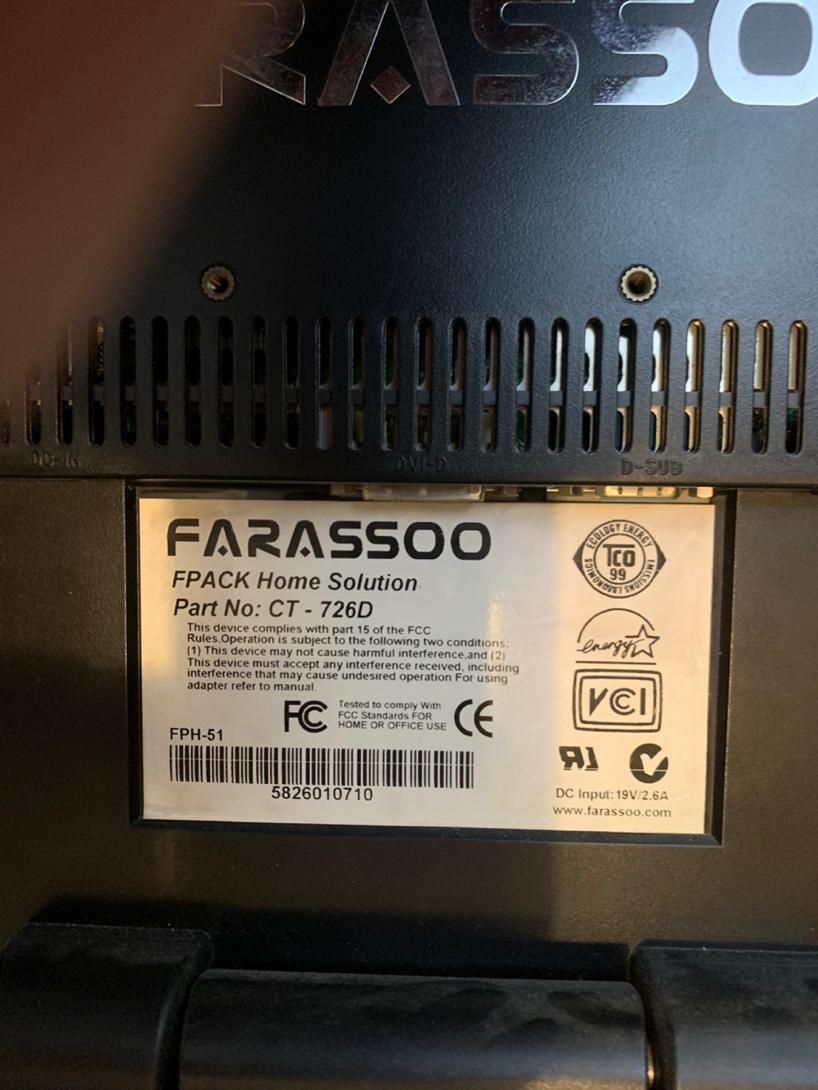 RASSO
DC-IN DVI-D D-SUB
FARASSOO
FPACK Home Solution
Part No: CT - 726D
This device complies with part 15 of the FCC
Rules.Operation is subject to the following two conditions:
(1) This device may not cause harmful interference,and (2)
This device must accept any interference received, including
interference that may cause undesired operation For using
adapter refer to manual.
FC
Tested to comply With
FCC Standards FOR
HOME OR OFFICE USE
CE
FPH-51
5826010710
ECOLOGY ENERGY
TCO
99
EMISSIONS ERGONOMICS
energy
VCCI
DC Input: 19V/2.6A
www.farassoo.com